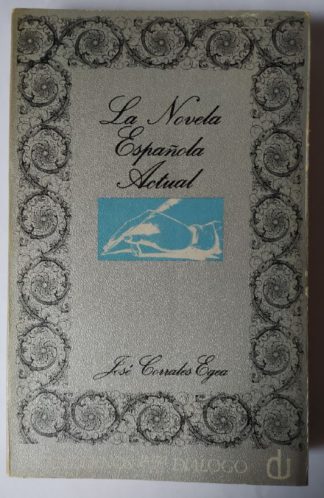 La Novela
Española
Actual
José Corrales Egea